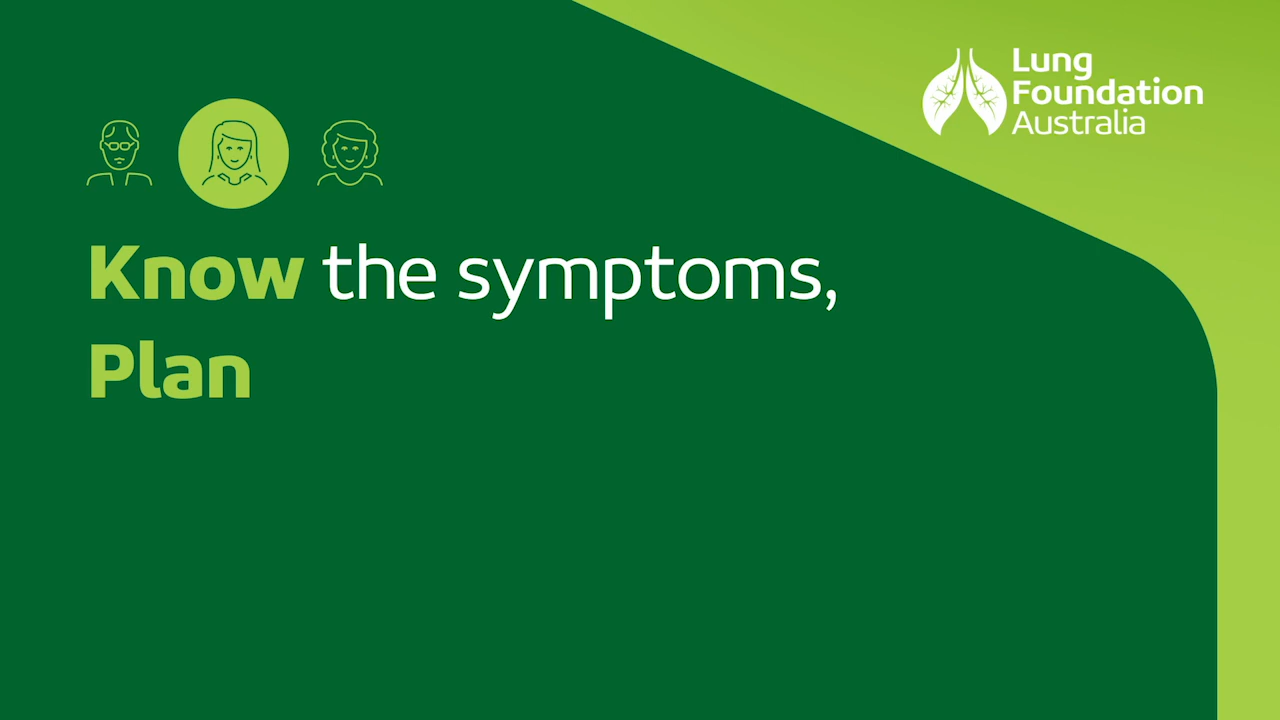 Lung
Foundation
Australia
Know the symptoms,
Plan